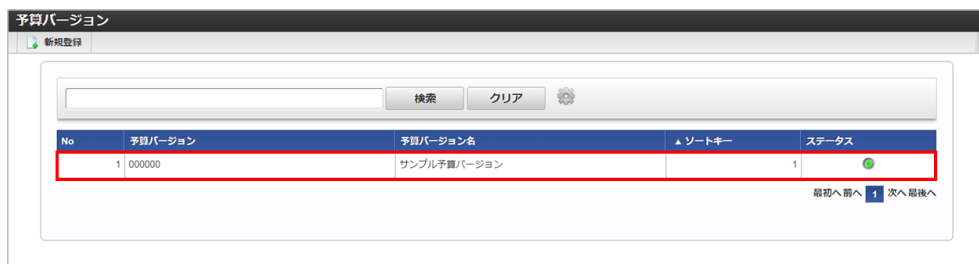 予算バージョン
新規登録
検索 クリア
No 予算バージョン 予算バージョン名 ▲ ソートキー ステータス
1 000000 サンプル予算バージョン 1
最初へ 前へ 1 次へ 最後へ